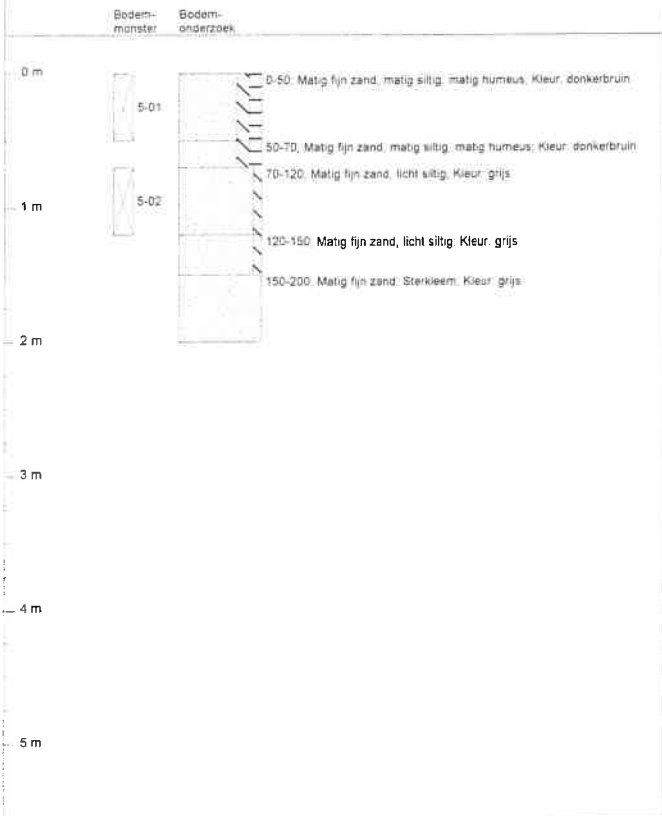 Bodem- Bodem-
monster onderzoek
0 m
0-50, Matig fijn zand, matig siltig, matig humeus, Kleur: donkerbruin
5-01
50-70, Matig fijn zand, matig siltig, matig humeus, Kleur: donkerbruin
70-120, Matig fijn zand, licht siltig, Kleur: grijs
5-02
1 m
120-150, Matig fijn zand, licht siltig, Kleur: grijs
150-200, Matig fijn zand, Sterkleem, Kleur: grijs
2 m
3 m
4 m
5 m